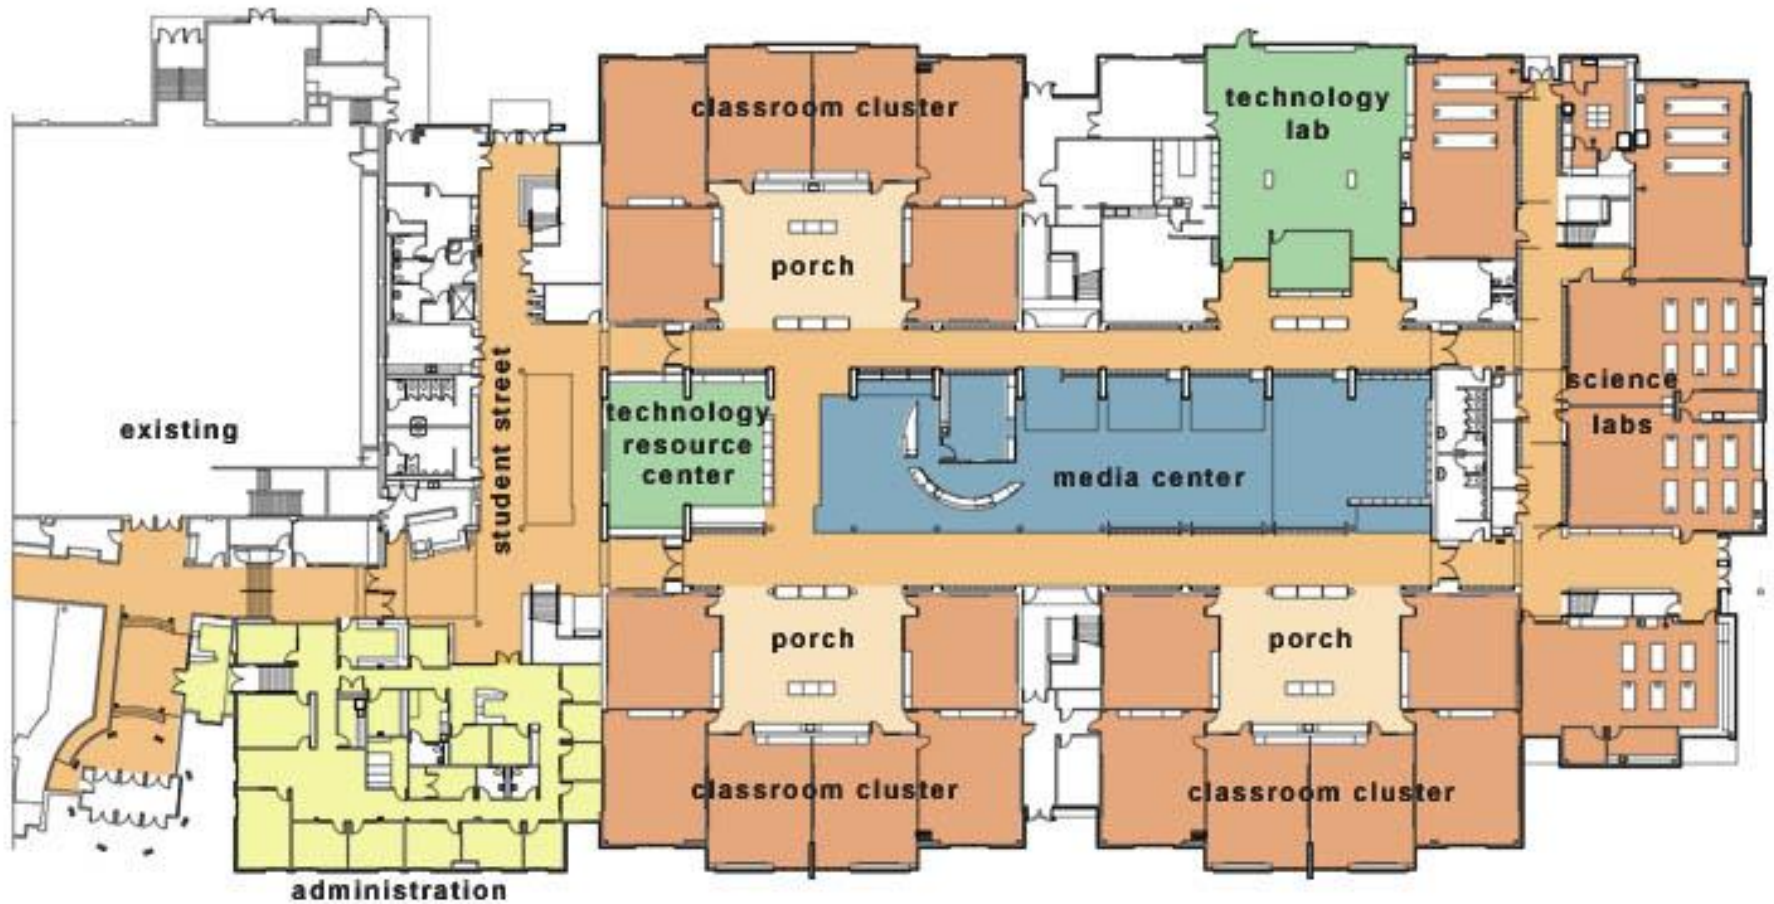 classroom cluster
technology
lab
porch
student street
existing
technology
resource
center
media center
science
labs
porch
porch
classroom cluster
classroom cluster
administration